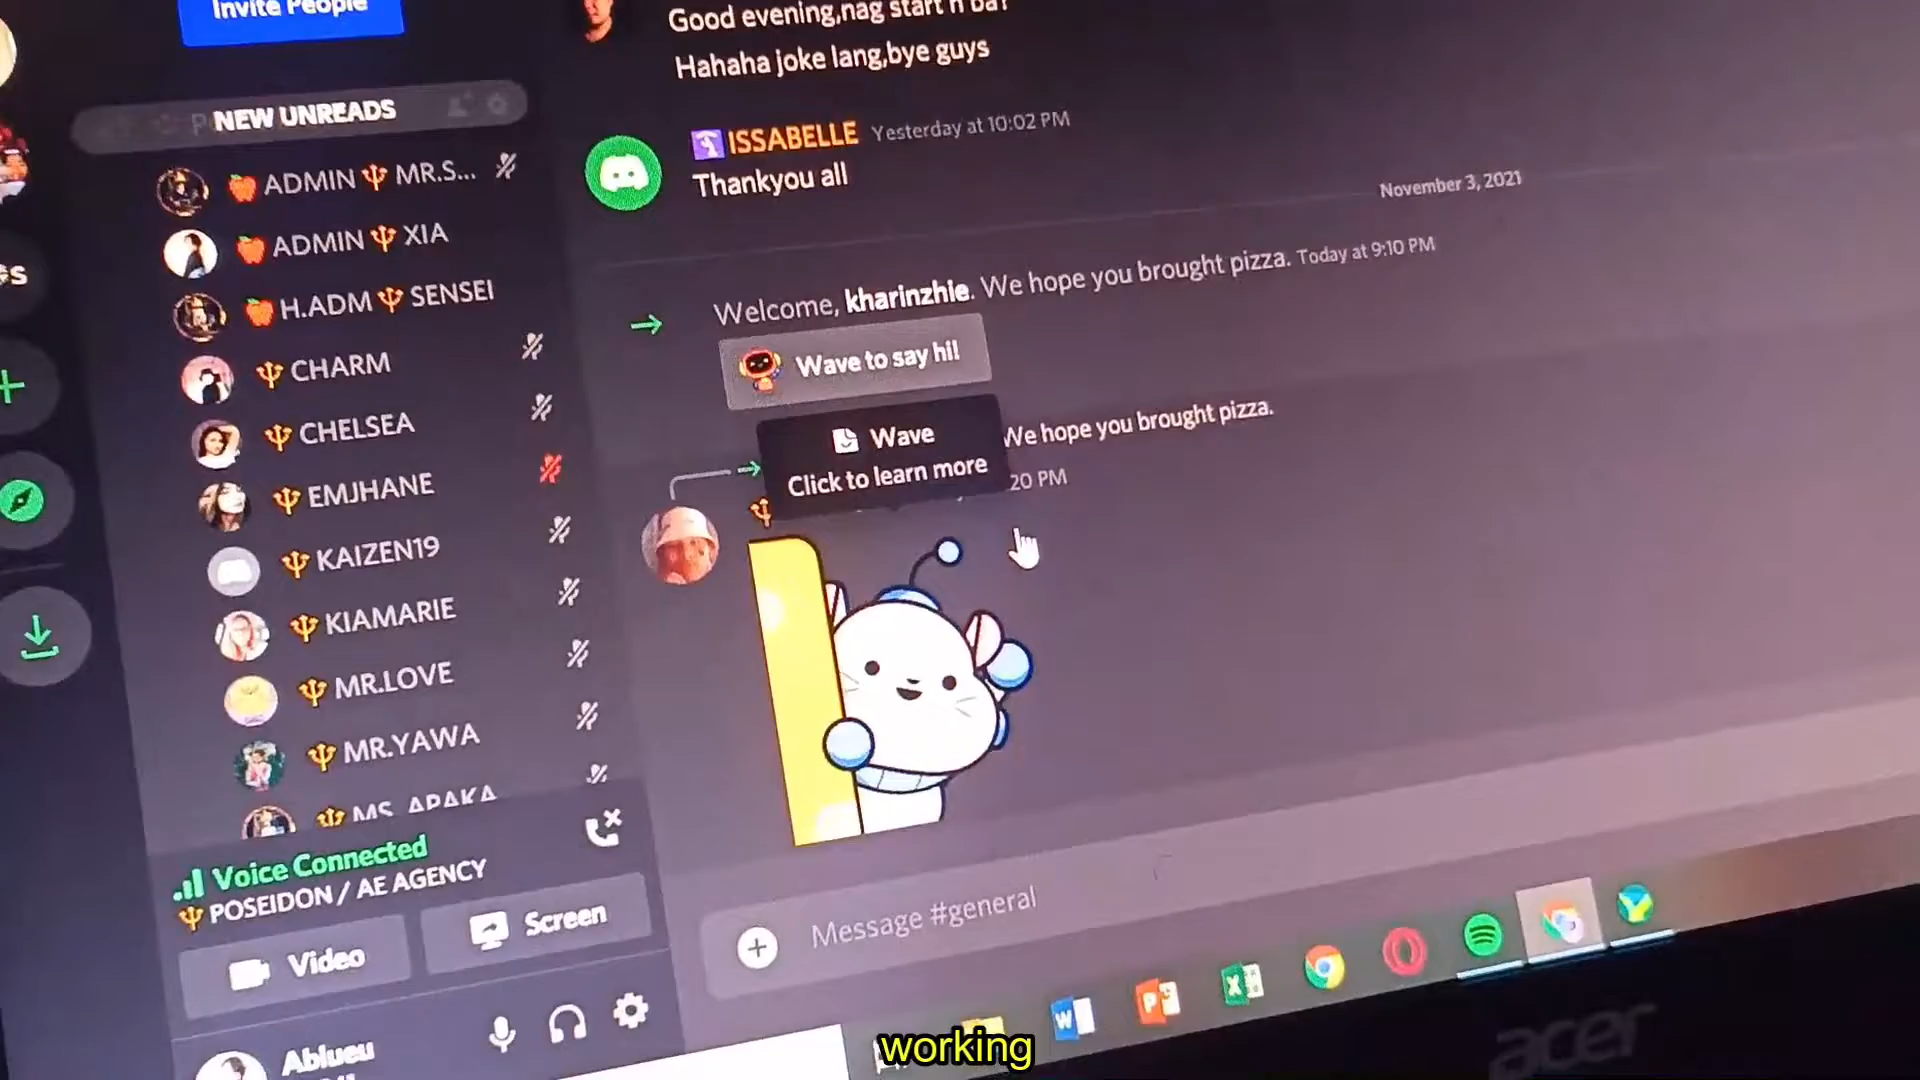 Invite People
NEW UNREADS
ADMIN MR.S...
ADMIN XIA
H.ADM SENSEI
CHARM
CHELSEA
EMJHANE
KAIZEN19
KIAMARIE
MR.LOVE
MR.YAWA
MS. APAKA
Voice Connected
POSEIDON / AE AGENCY
Video
Screen
Ablueu
Good evening,nag start n ba?
Hahaha joke lang,bye guys
ISSABELLE Yesterday at 10:02 PM
Thankyou all
November 3, 2021
Welcome, kharinzhie. We hope you brought pizza. Today at 9:10 PM
Wave to say hi!
We hope you brought pizza.
Wave
Click to learn more
20 PM
Message #general
working
acer